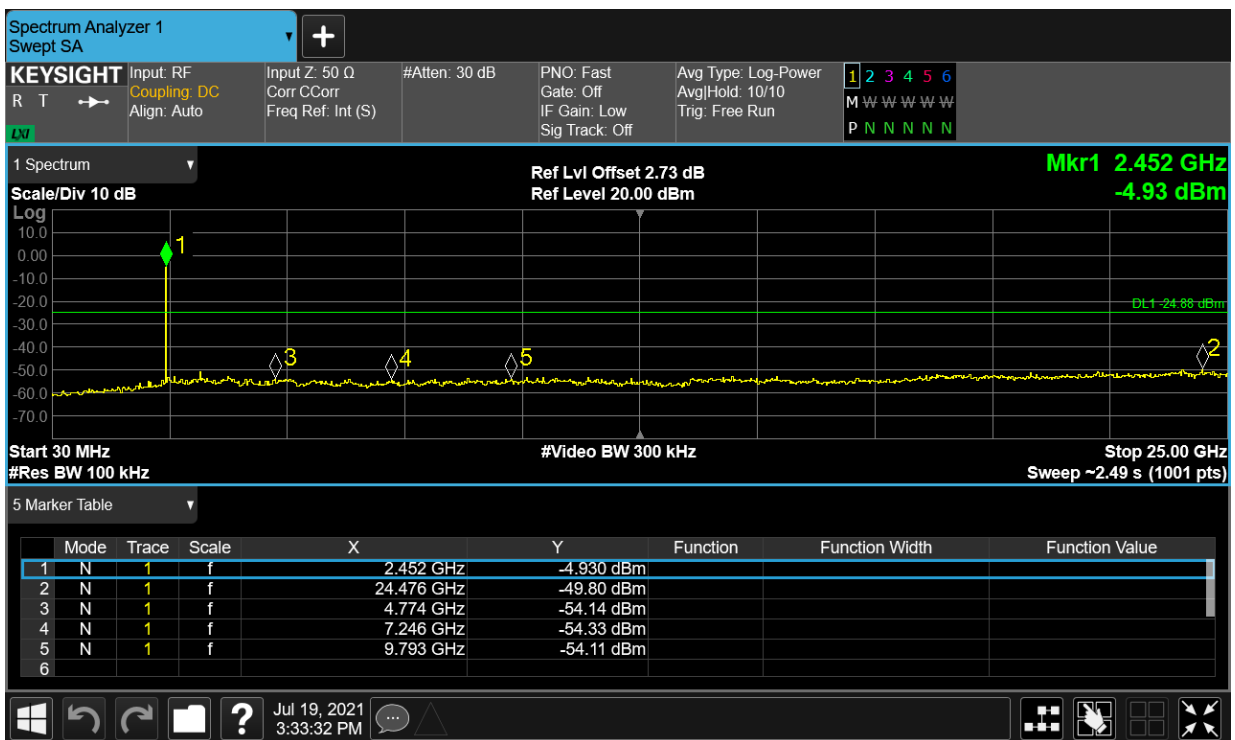 Spectrum Analyzer 1
Swept SA
KEYSIGHT
R T
LXI
Input: RF
Coupling: DC
Align: Auto
Input Z: 50 Ω
Corr CCorr
Freq Ref: Int (S)
#Atten: 30 dB
PNO: Fast
Gate: Off
IF Gain: Low
Sig Track: Off
Avg Type: Log-Power
Avg|Hold: 10/10
Trig: Free Run
1 2 3 4 5 6
M W W W W W
P N N N N N
1 Spectrum
Scale/Div 10 dB
Ref Lvl Offset 2.73 dB
Ref Level 20.00 dBm
Mkr1 2.452 GHz
-4.93 dBm
Log
10.0
0.00
-10.0
-20.0
-30.0
-40.0
-50.0
-60.0
-70.0
1
DL1 -24.88 dBm
3
4
5
2
Start 30 MHz
#Video BW 300 kHz
Stop 25.00 GHz
#Res BW 100 kHz
Sweep ~2.49 s (1001 pts)
5 Marker Table
Mode Trace Scale X Y Function Function Width Function Value
1 N 1 f 2.452 GHz -4.930 dBm
2 N 1 f 24.476 GHz -49.80 dBm
3 N 1 f 4.774 GHz -54.14 dBm
4 N 1 f 7.246 GHz -54.33 dBm
5 N 1 f 9.793 GHz -54.11 dBm
6
?
Jul 19, 2021
3:33:32 PM